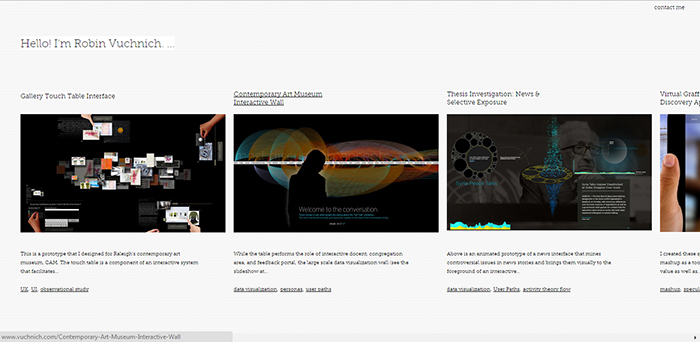 contact me
Hello! I'm Robin Vuchnich. ...
Gallery Touch Table Interface
Contemporary Art Museum
Interactive Wall
Thesis Investigation: News &
Selective Exposure
Virtual Graff
Discovery Ap
Welcome to the conversation.
This is a prototype that I designed for Raleigh's contemporary art
museum, CAM. The touch table is a component of an interactive system
that facilitates...
While the table performs the role of interactive docent, congregation
area, and feedback portal, the large scale data visualization wall (see the
slideshow at...
Above is an animated prototype of a news interface that mines
controversial issues in news stories and brings them visually to the
foreground of an interactive...
I created these s
mashup as a too
value as well as.
UX, UI, observational study
data visualization, personas, user paths
data visualization, User Paths, activity theory flow
mashup, specula
www.vuchnich.com/Contemporary-Art-Museum-Interactive-Wall